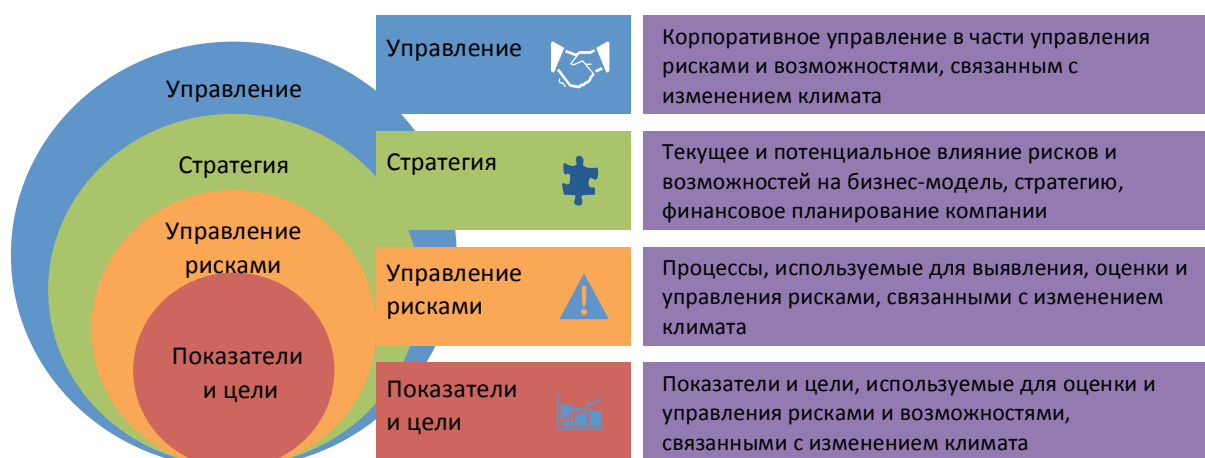 Управление
Стратегия
Управление
рисками
Показатели
и цели
Управление
Корпоративное управление в части управления
рисками и возможностями, связанным с
изменением климата
Стратегия
Текущее и потенциальное влияние рисков и
возможностей на бизнес-модель, стратегию,
финансовое планирование компании
Управление
рисками
Процессы, используемые для выявления, оценки и
управления рисками, связанными с изменением
климата
Показатели
и цели
Показатели и цели, используемые для оценки и
управления рисками и возможностями,
связанными с изменением климата